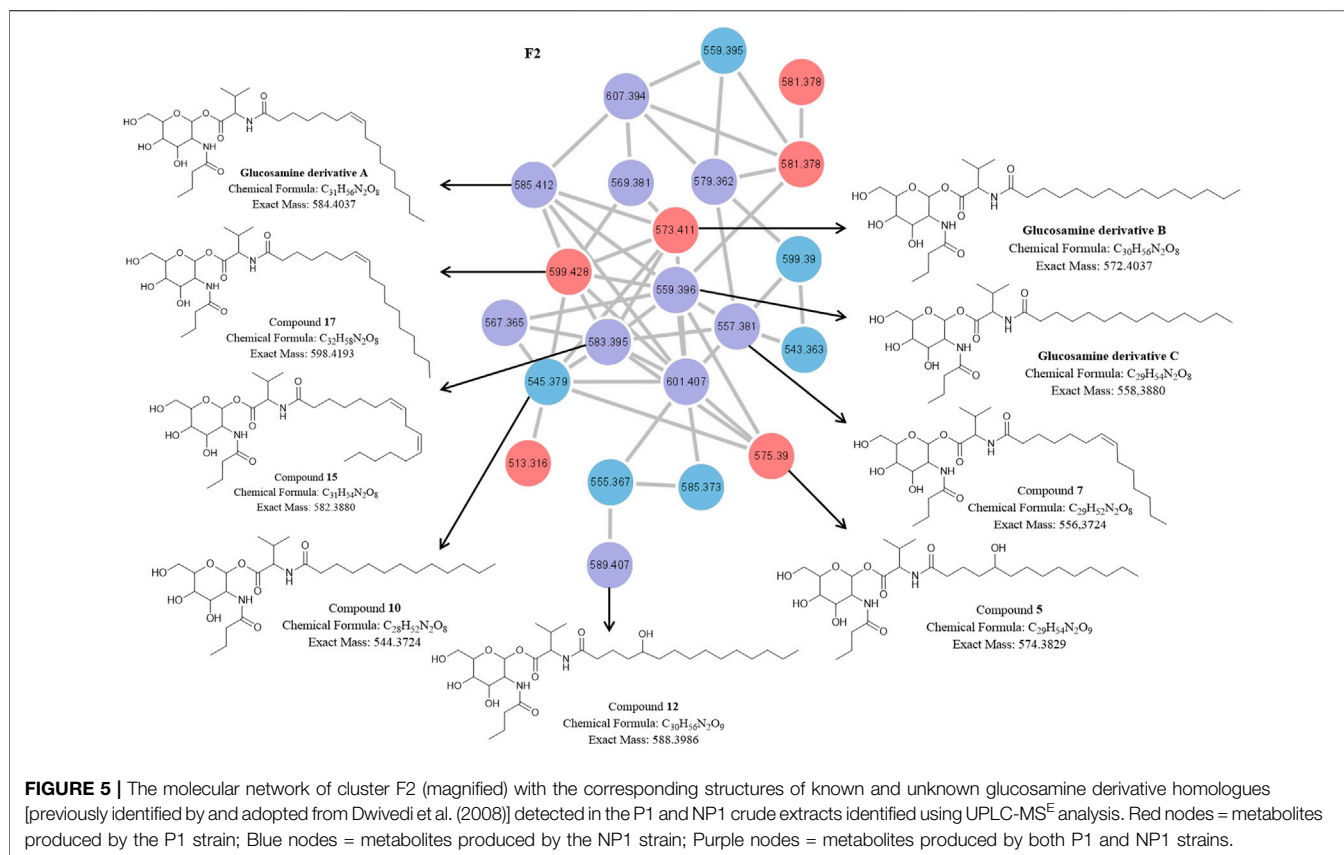 F2
559.395
581.378
607.394
581.378
585.412
569.381
579.362
573.411
599.39
599.428
559.396
567.365
583.395
557.381
543.363
545.379
601.407
513.316
575.39
555.367
585.373
589.407
Glucosamine derivative A
Chemical Formula: C₃₁H₅₆N₂O₈
Exact Mass: 584.4037
Compound 17
Chemical Formula: C₃₂H₅₈N₂O₈
Exact Mass: 598.4193
Compound 15
Chemical Formula: C₃₁H₅₄N₂O₈
Exact Mass: 582.3880
Compound 10
Chemical Formula: C₂₈H₅₂N₂O₈
Exact Mass: 544.3724
Compound 12
Chemical Formula: C₃₀H₅₆N₂O₉
Exact Mass: 588.3986
Glucosamine derivative B
Chemical Formula: C₃₀H₅₆N₂O₈
Exact Mass: 572.4037
Glucosamine derivative C
Chemical Formula: C₂₉H₅₄N₂O₈
Exact Mass: 558,3880
Compound 7
Chemical Formula: C₂₉H₅₂N₂O₈
Exact Mass: 556,3724
Compound 5
Chemical Formula: C₂₉H₅₄N₂O₉
Exact Mass: 574.3829
FIGURE 5 | The molecular network of cluster F2 (magnified) with the corresponding structures of known and unknown glucosamine derivative homologues
[previously identified by and adopted from Dwivedi et al. (2008)] detected in the P1 and NP1 crude extracts identified using UPLC-MSᴱ analysis. Red nodes = metabolites
produced by the P1 strain; Blue nodes = metabolites produced by the NP1 strain; Purple nodes = metabolites produced by both P1 and NP1 strains.